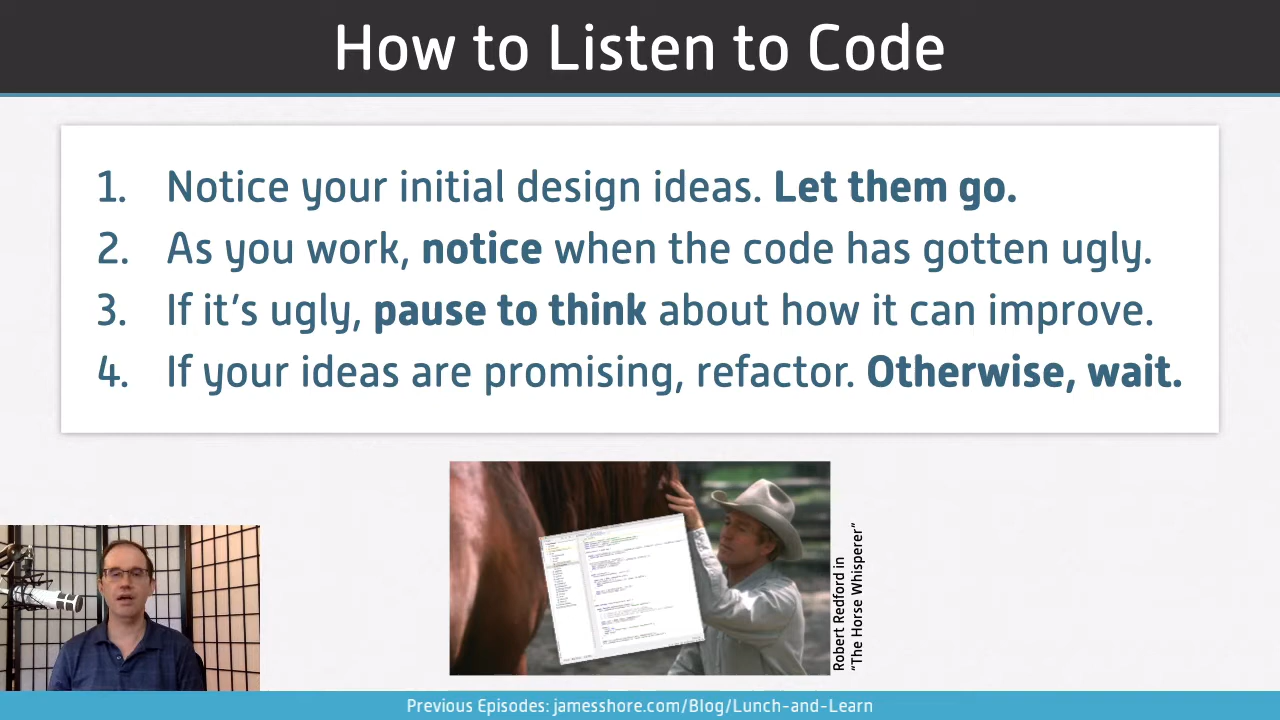 How to Listen to Code
1. Notice your initial design ideas. Let them go.
2. As you work, notice when the code has gotten ugly.
3. If it’s ugly, pause to think about how it can improve.
4. If your ideas are promising, refactor. Otherwise, wait.
Robert Redford in
“The Horse Whisperer”
Previous Episodes: jamesshore.com/Blog/Lunch-and-Learn